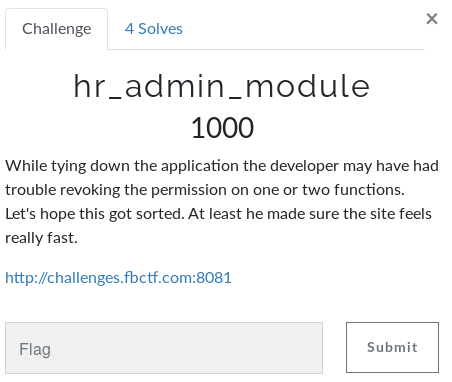 Challenge
4 Solves
×
hr_admin_module
1000
While tying down the application the developer may have had
trouble revoking the permission on one or two functions.
Let's hope this got sorted. At least he made sure the site feels
really fast.
http://challenges.fbctf.com:8081
Flag
Submit